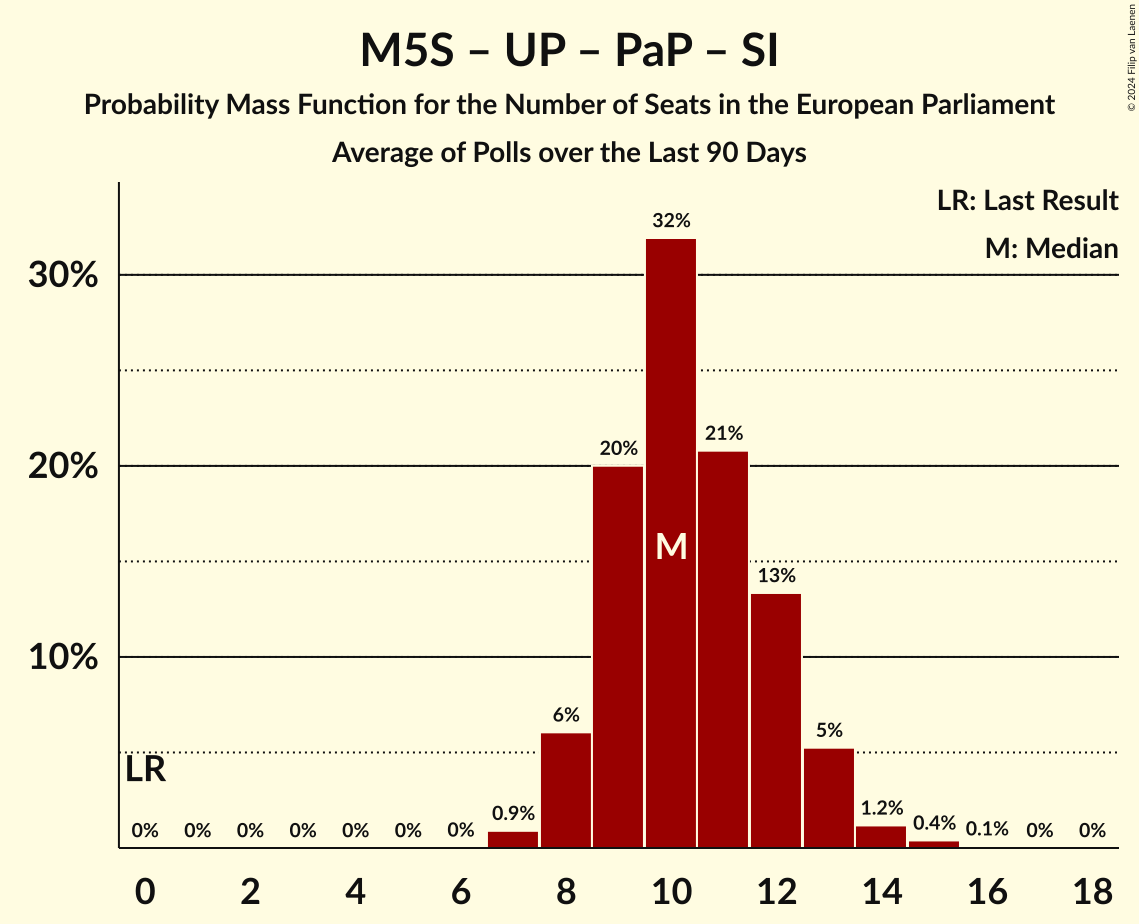 M5S – UP – PaP – SI
Probability Mass Function for the Number of Seats in the European Parliament
Average of Polls over the Last 90 Days
© 2024 Filip van Laenen
LR: Last Result
M: Median
30%
20%
10%
32%
21%
20%
13%
6%
5%
0% 0% 0% 0% 0% 0% 0% 0.9% 1.2% 0.4% 0.1% 0% 0%
LR
M
0 2 4 6 8 10 12 14 16 18